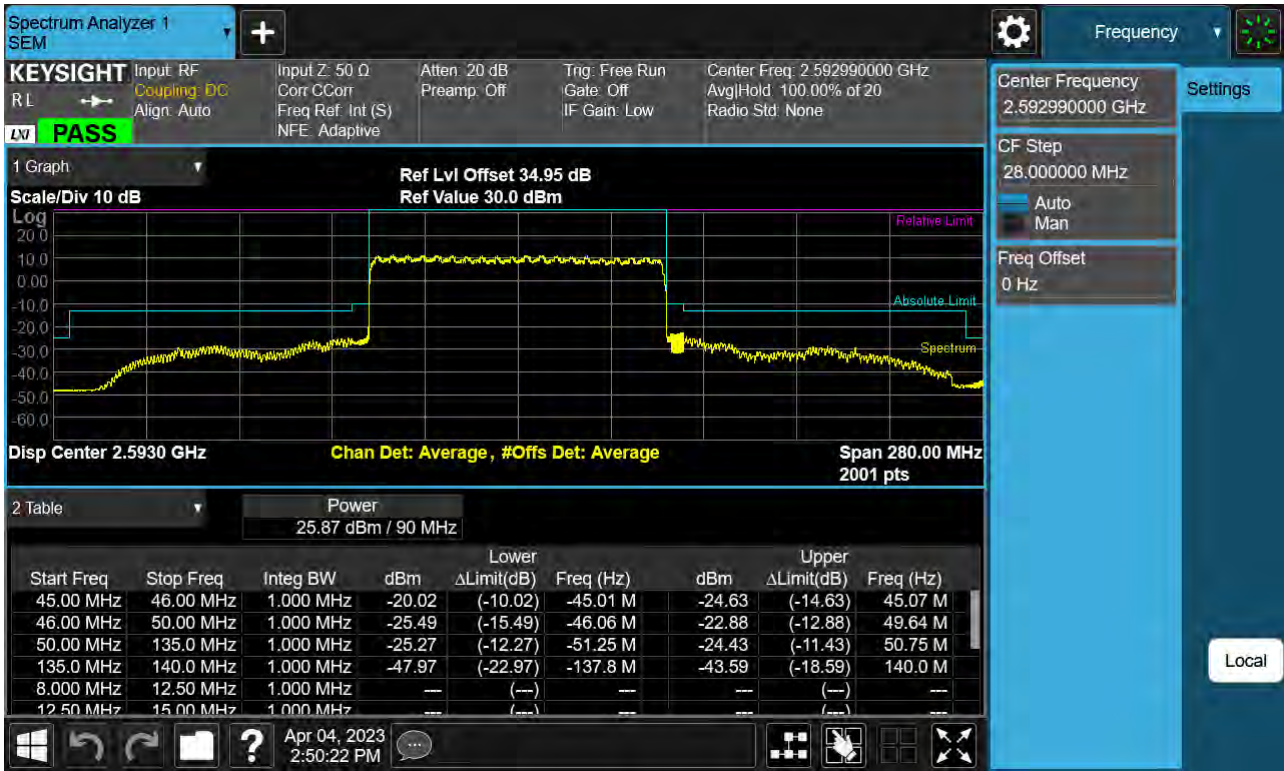 Spectrum Analyzer 1
SEM
Frequency
KEYSIGHT
R L
LXI
PASS
Input: RF
Coupling: DC
Align: Auto
Input Z: 50 Ω
Corr CCorr
Freq Ref: Int (S)
NFE: Adaptive
Atten: 20 dB
Preamp: Off
Trig: Free Run
Gate: Off
IF Gain: Low
Center Freq: 2.592990000 GHz
Avg|Hold: 100.00% of 20
Radio Std: None
Center Frequency
2.592990000 GHz
Settings
CF Step
28.000000 MHz
Auto
Man
Freq Offset
0 Hz
Local
1 Graph
Scale/Div 10 dB
Ref Lvl Offset 34.95 dB
Ref Value 30.0 dBm
Log
20.0
10.0
0.00
-10.0
-20.0
-30.0
-40.0
-50.0
-60.0
Relative Limit
Absolute Limit
Spectrum
Disp Center 2.5930 GHz
Chan Det: Average, #Offs Det: Average
Span 280.00 MHz
2001 pts
2 Table
Power
25.87 dBm / 90 MHz
Lower Upper
Start Freq Stop Freq Integ BW dBm ΔLimit(dB) Freq (Hz) dBm ΔLimit(dB) Freq (Hz)
45.00 MHz 46.00 MHz 1.000 MHz -20.02 (-10.02) -45.01 M -24.63 (-14.63) 45.07 M
46.00 MHz 50.00 MHz 1.000 MHz -25.49 (-15.49) -46.06 M -22.88 (-12.88) 49.64 M
50.00 MHz 135.0 MHz 1.000 MHz -25.27 (-12.27) -51.25 M -24.43 (-11.43) 50.75 M
135.0 MHz 140.0 MHz 1.000 MHz -47.97 (-22.97) -137.8 M -43.59 (-18.59) 140.0 M
8.000 MHz 12.50 MHz 1.000 MHz --- (---) --- --- (---) ---
12.50 MHz 15.00 MHz 1.000 MHz --- (---) --- --- (---) ---
?
Apr 04, 2023
2:50:22 PM